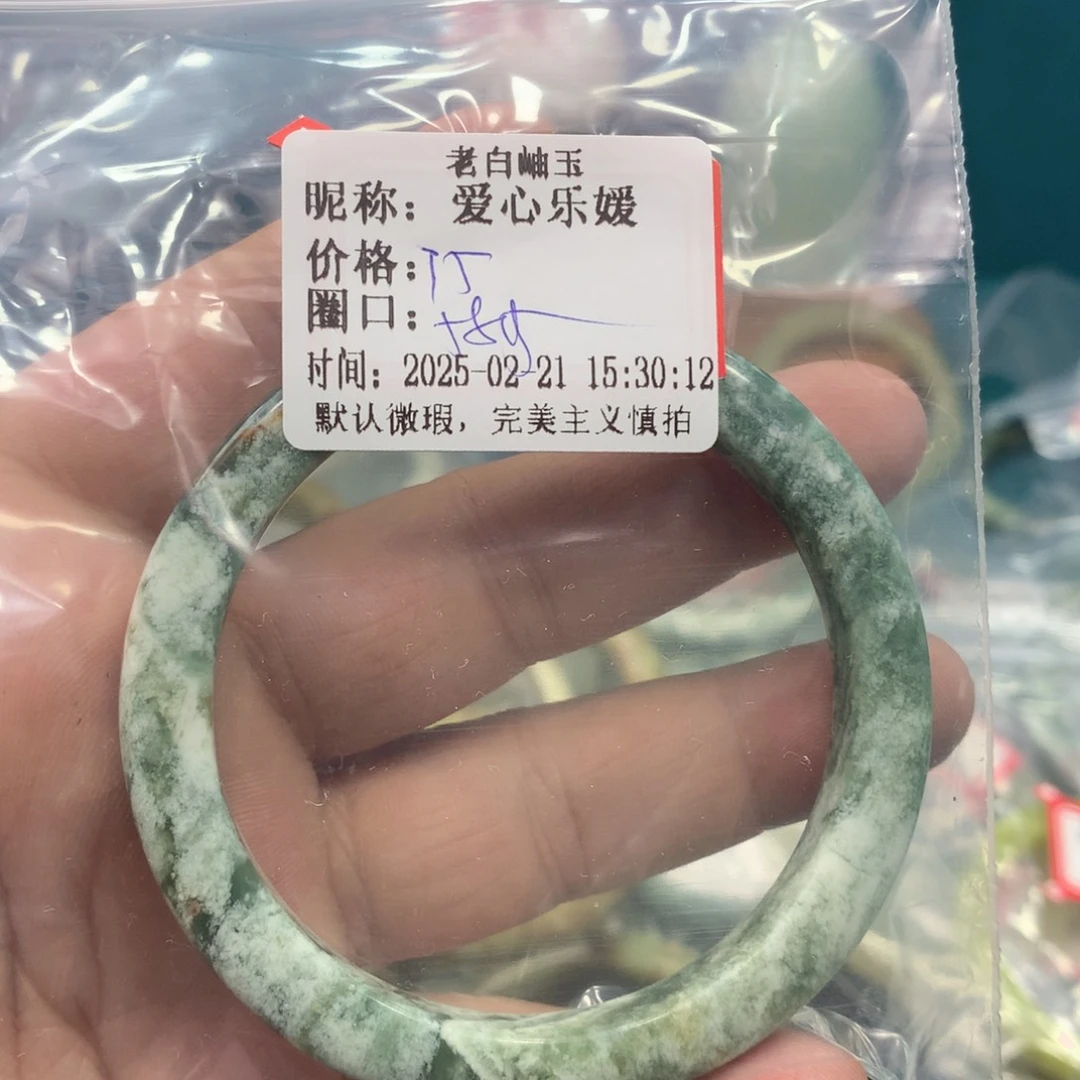 老白岫玉
昵称：爱心乐媛
价格：
圈口：
时间：2025-02-21 15:30:12
默认微瑕，完美主义慎拍